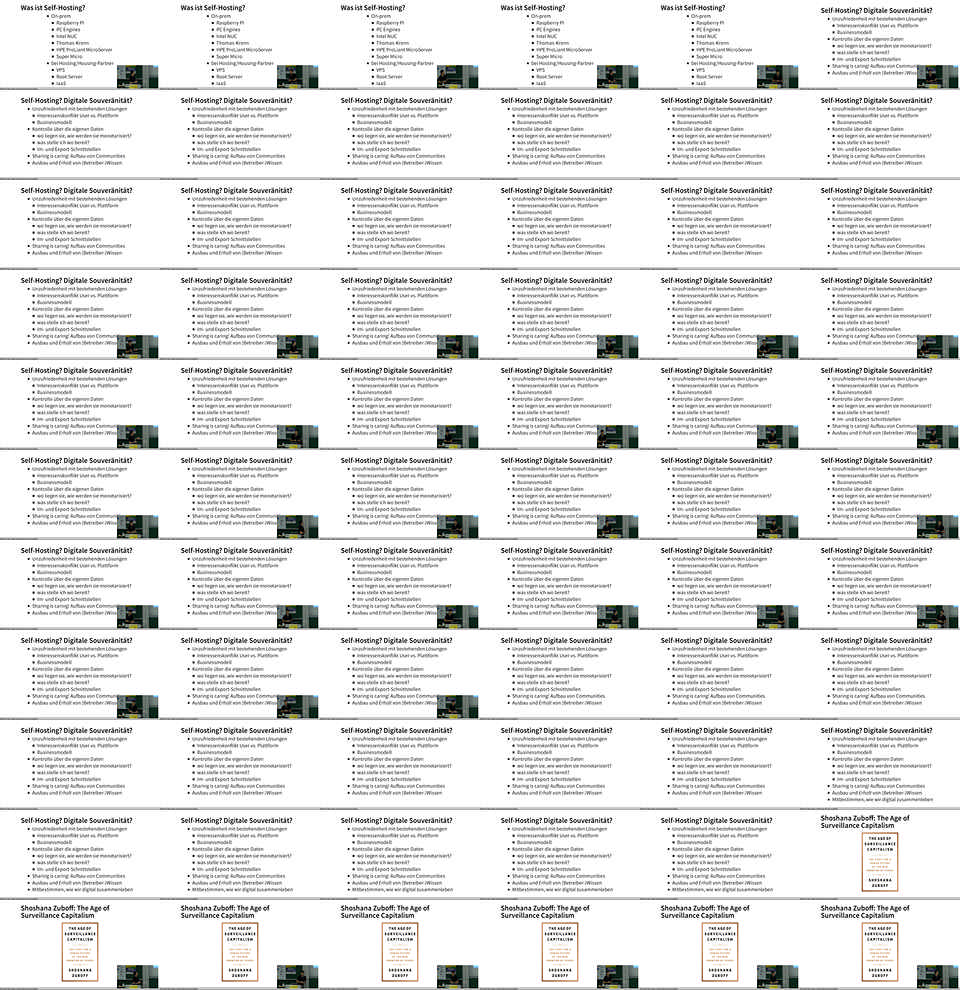 Was ist Self-Hosting?
On-prem
Raspberry Pi
PC Engines
Intel NUC
Thomas Krenn
HPE ProLiant MicroServer
Super Micro
bei Hosting/Housing-Partner
VPS
Root Server
IaaS
Self-Hosting? Digitale Souveränität?
Unzufriedenheit mit bestehenden Lösungen
Interessenskonflikt User vs. Plattform
Businessmodell
Kontrolle über die eigenen Daten
wo liegen sie, wie werden sie monetarisiert?
was stelle ich wo bereit?
Im- und Export-Schnittstellen
Sharing is caring! Aufbau von Communities
Ausbau und Erhalt von (Betreiber-)Wissen
Mitbestimmen, wie wir digital zusammenleben
Shoshana Zuboff: The Age of
Surveillance Capitalism
THE AGE OF
SURVEILLANCE
CAPITALISM
SHOSHANA
ZUBOFF